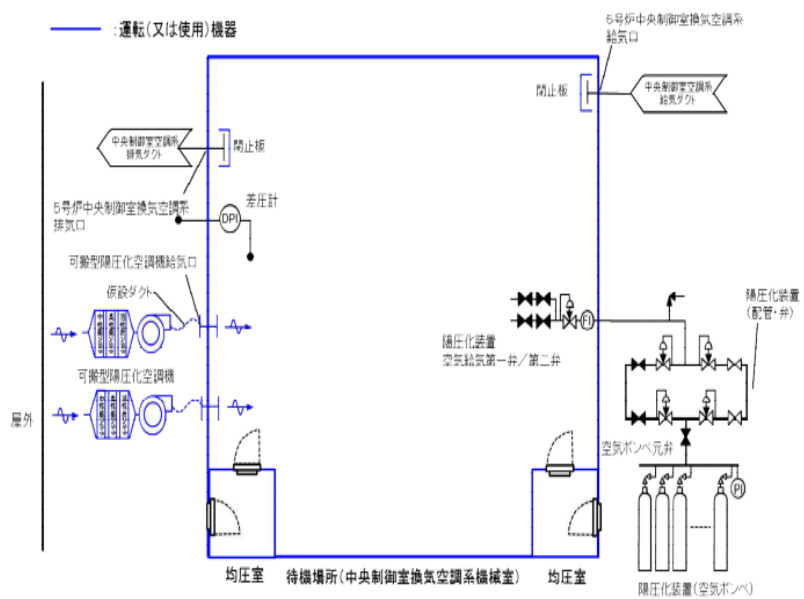 ：運転(又は使用)機器
5号炉中央制御室換気空調系
給気口
閉止板
中央制御室空調系
給気ダクト
中央制御室空調系
排気ダクト
閉止板
5号炉中央制御室換気空調系
排気口
差圧計
DPI
可搬型陽圧化空調機給気口
仮設ダクト
可搬型陽圧化空調機
屋外
陽圧化装置
空気給気第一弁／第二弁
FI
陽圧化装置
(配管・弁)
空気ボンベ元弁
PI
均圧室
待機場所(中央制御室換気空調系機械室)
均圧室
陽圧化装置(空気ボンベ)